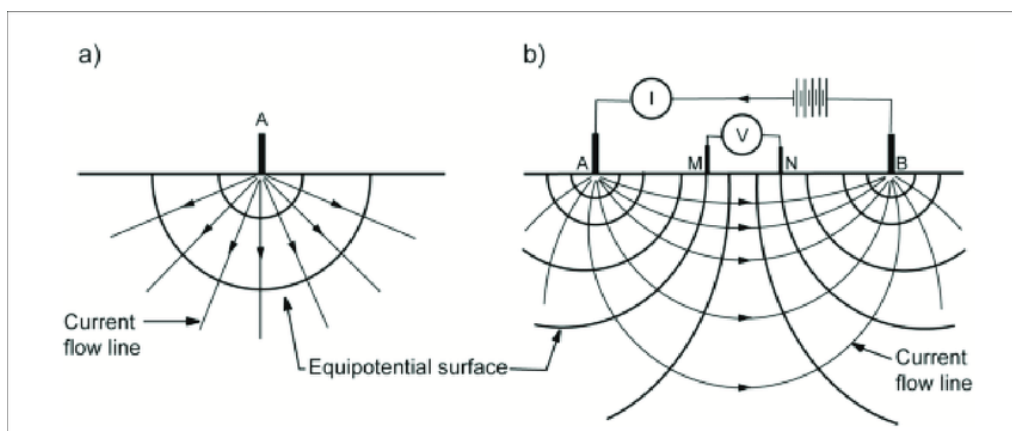 a)
A
Current
flow line
Equipotential surface
b)
I
V
A
M
N
B
Current
flow line